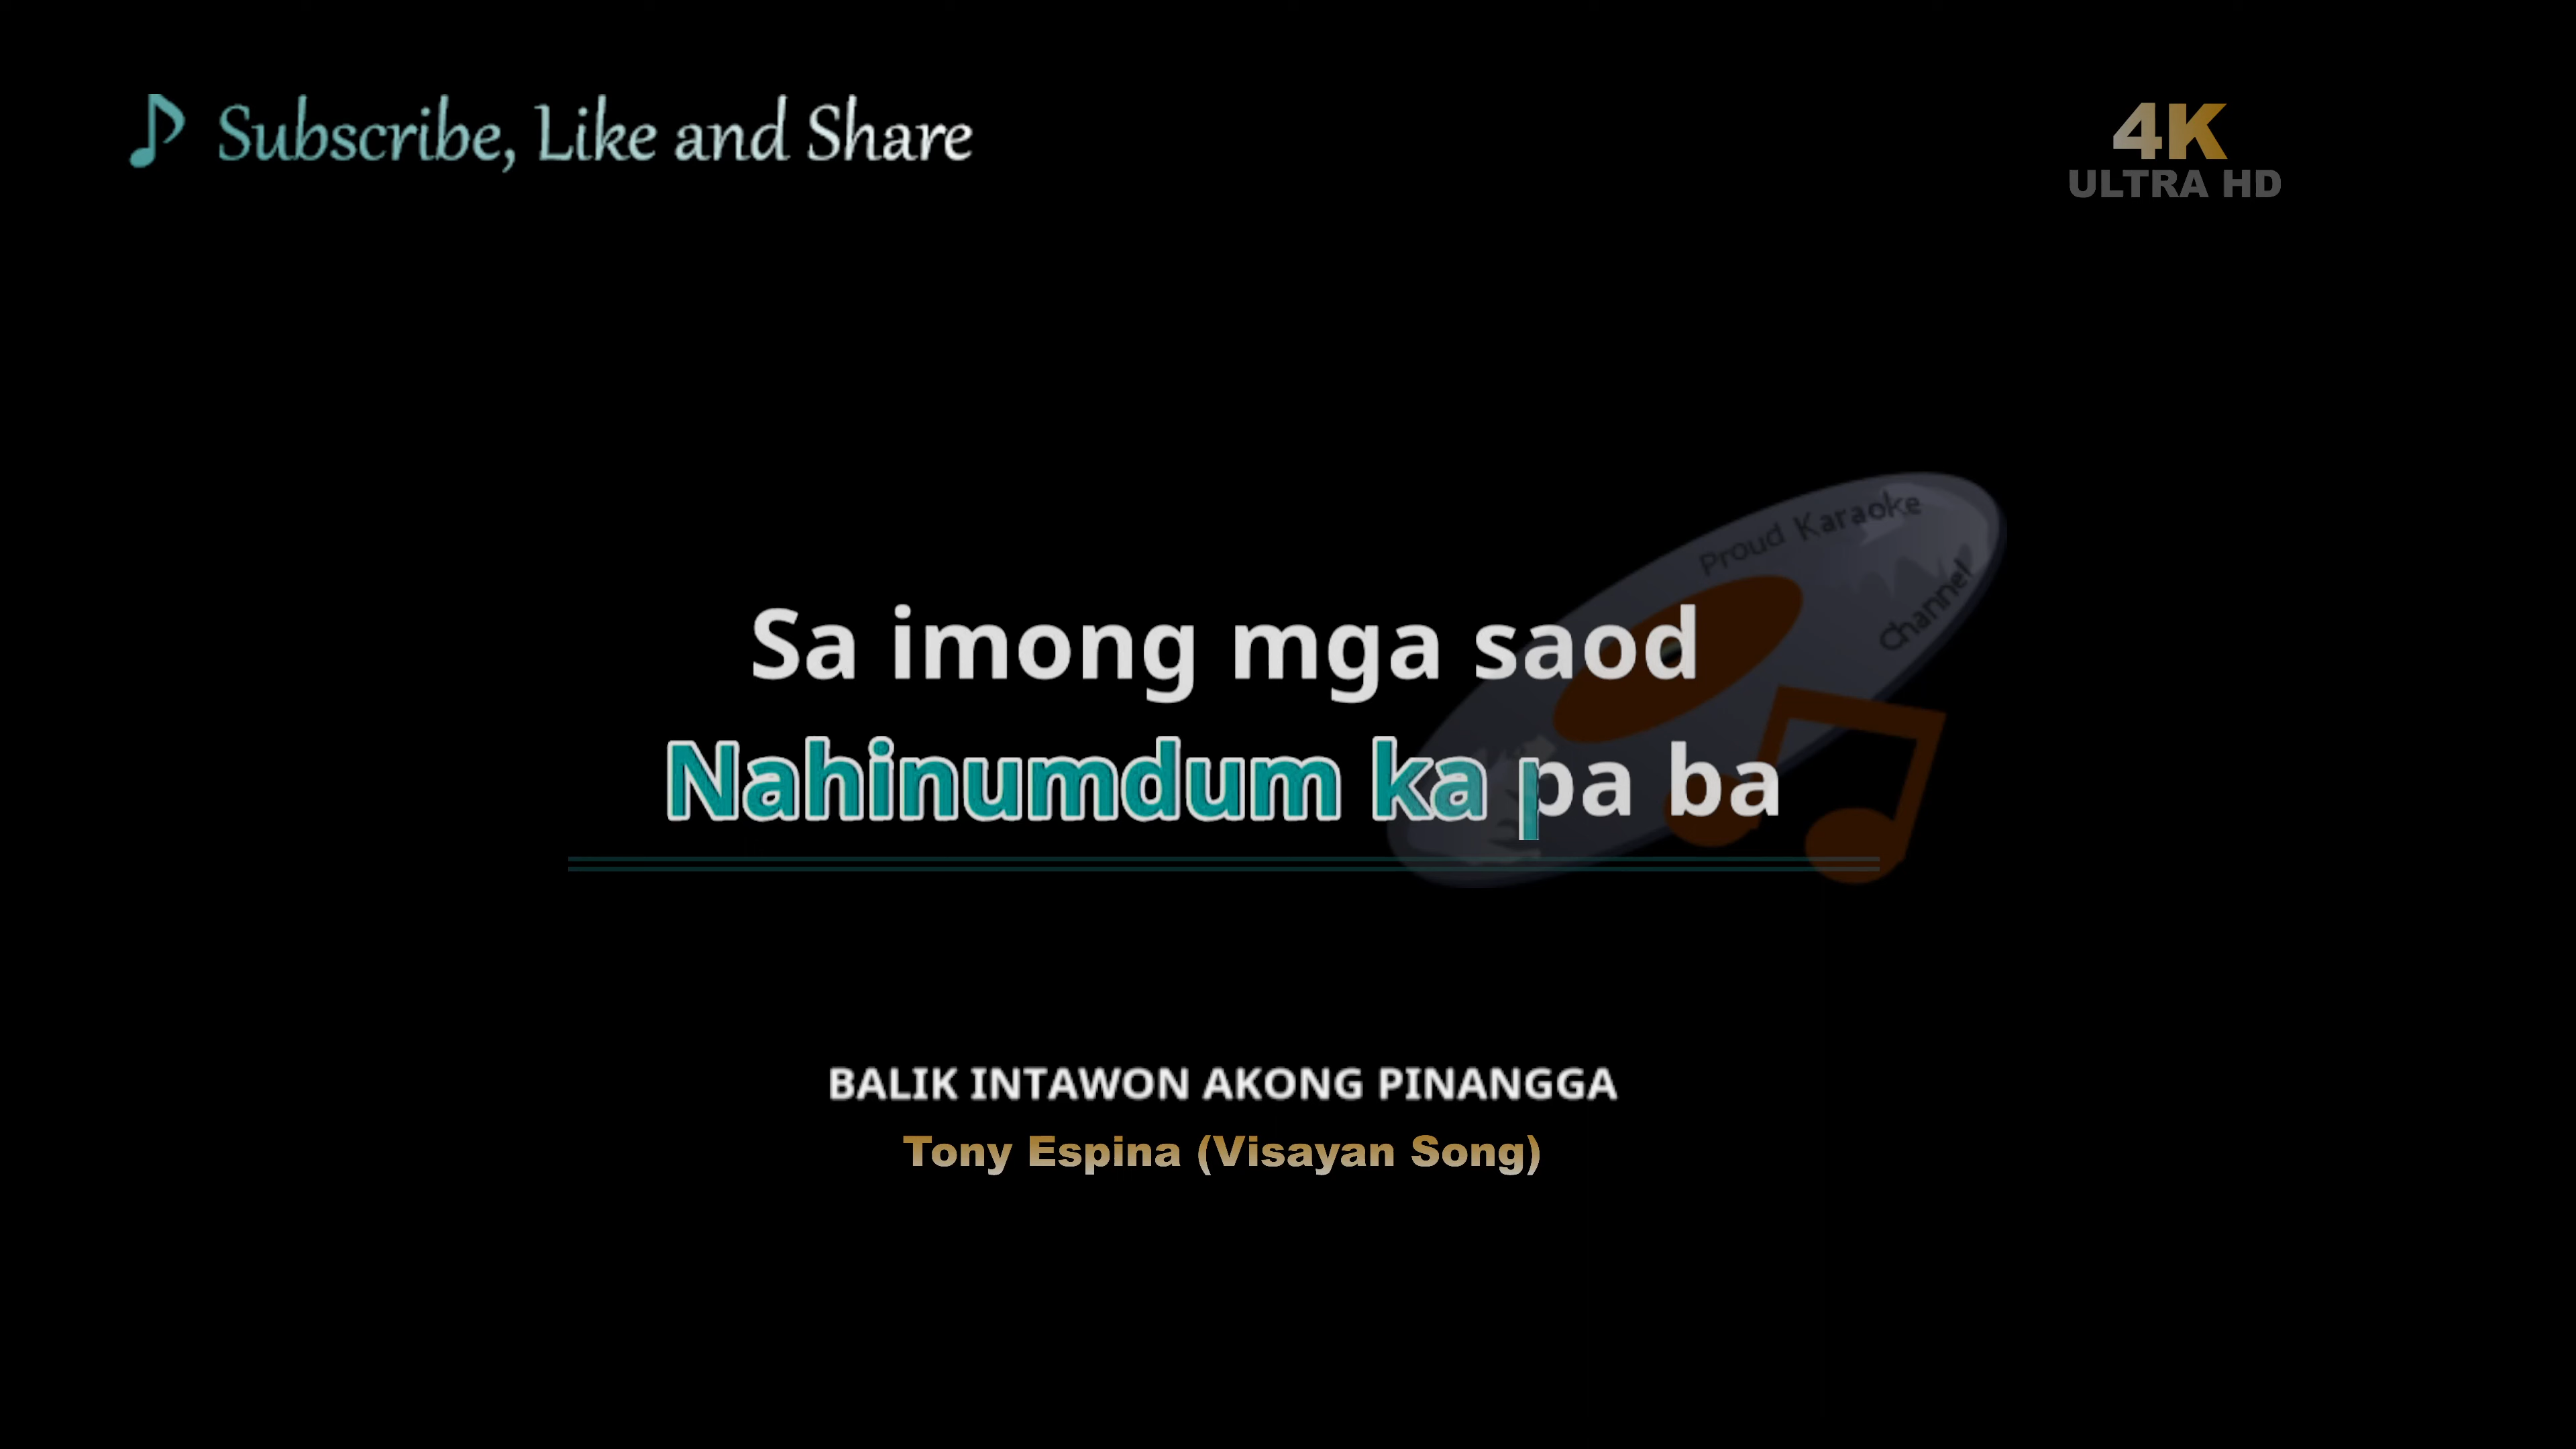 Subscribe, Like and Share
4K
ULTRA HD
Proud Karaoke
channel
Sa imong mga saod
Nahinumdum ka pa ba
BALIK INTAWON AKONG PINANGGA
Tony Espina (Visayan Song)